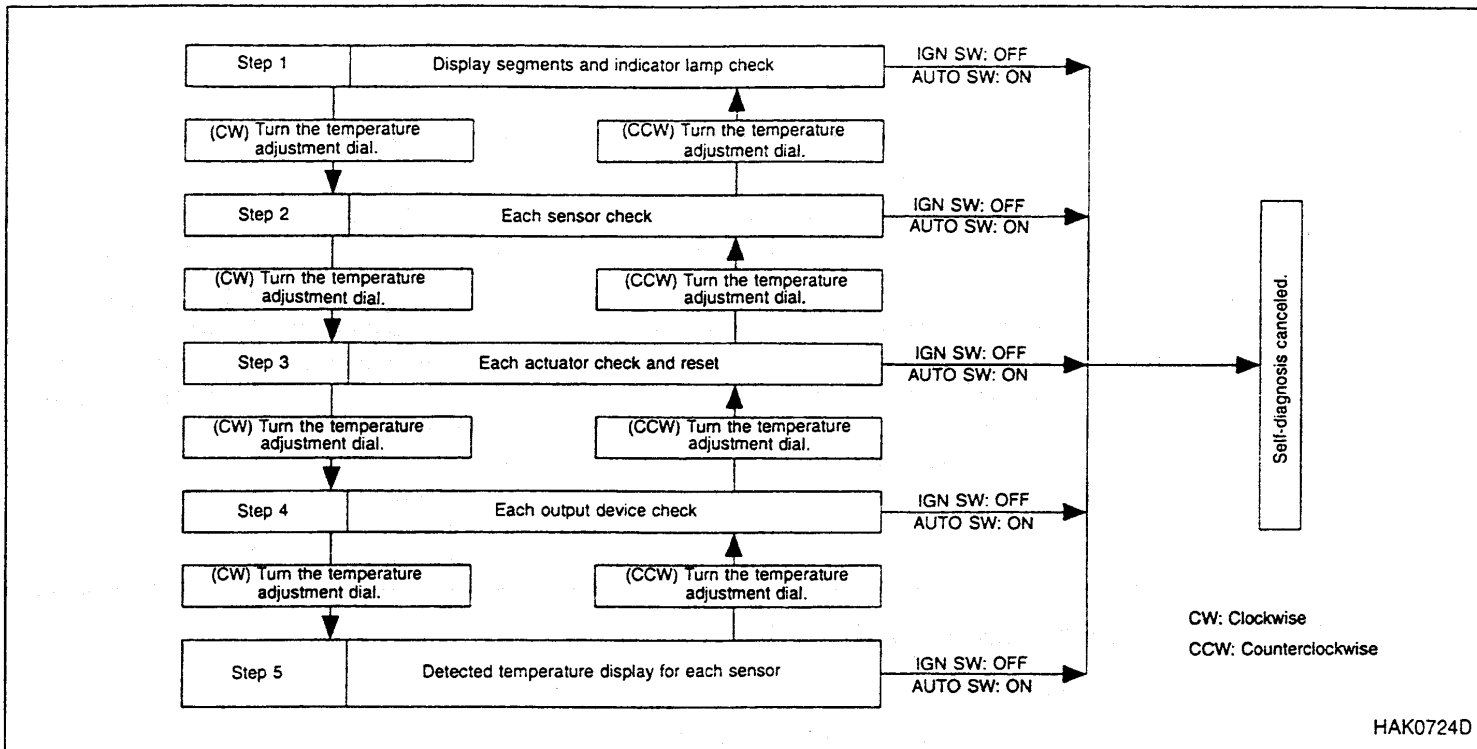 Step 1
Display segments and indicator lamp check
IGN SW: OFF
AUTO SW: ON
(CW) Turn the temperature
adjustment dial.
(CCW) Turn the temperature
adjustment dial.
Step 2
Each sensor check
IGN SW: OFF
AUTO SW: ON
(CW) Turn the temperature
adjustment dial.
(CCW) Turn the temperature
adjustment dial.
Step 3
Each actuator check and reset
IGN SW: OFF
AUTO SW: ON
(CW) Turn the temperature
adjustment dial.
(CCW) Turn the temperature
adjustment dial.
Step 4
Each output device check
IGN SW: OFF
AUTO SW: ON
(CW) Turn the temperature
adjustment dial.
(CCW) Turn the temperature
adjustment dial.
Step 5
Detected temperature display for each sensor
IGN SW: OFF
AUTO SW: ON
Self-diagnosis canceled.
CW: Clockwise
CCW: Counterclockwise
HAK0724D